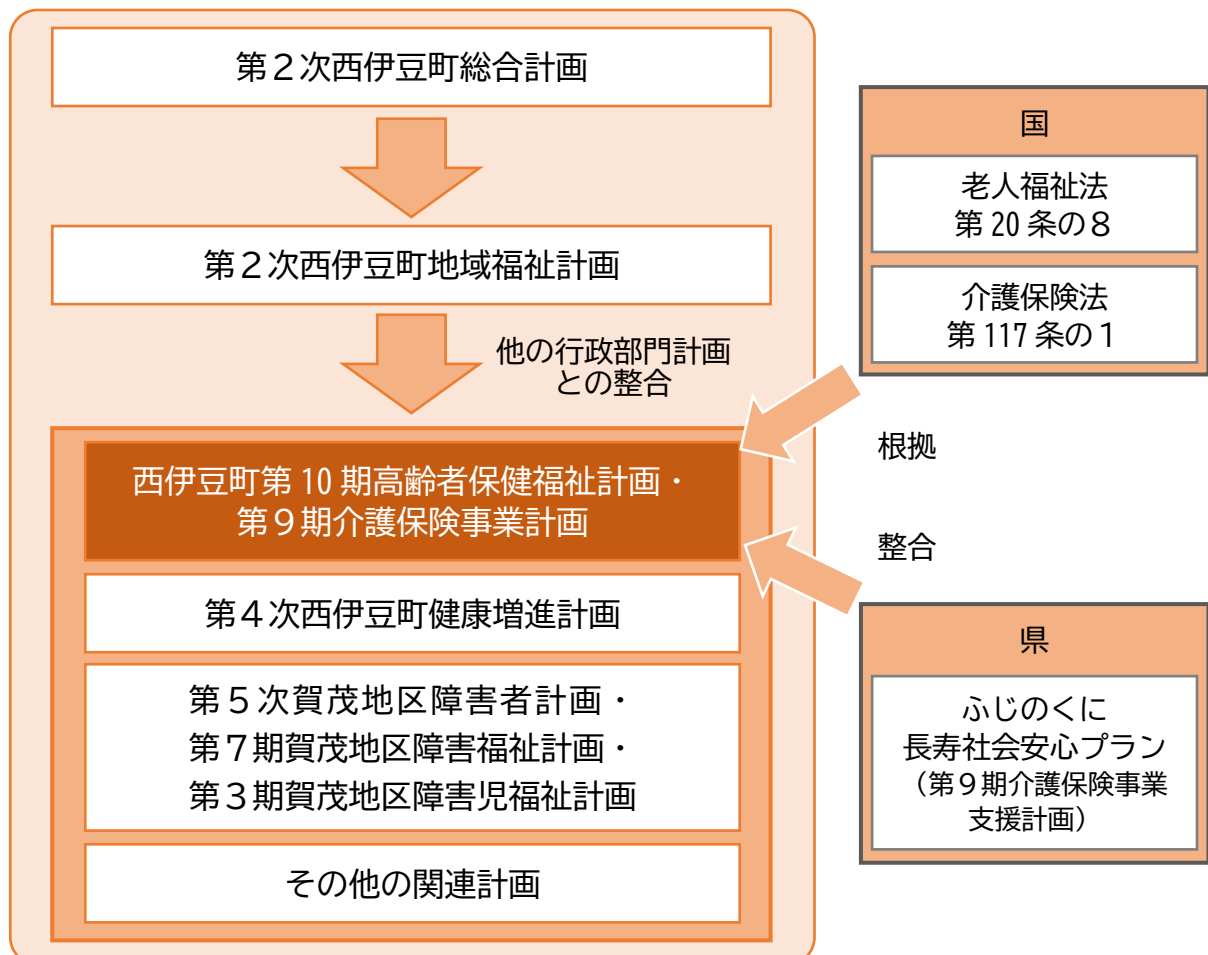 第２次西伊豆町総合計画
第２次西伊豆町地域福祉計画
他の行政部門計画
との整合
西伊豆町第 10 期高齢者保健福祉計画・
第９期介護保険事業計画
第４次西伊豆町健康増進計画
第５次賀茂地区障害者計画・
第７期賀茂地区障害福祉計画・
第３期賀茂地区障害児福祉計画
その他の関連計画
国
老人福祉法
第 20 条の８
介護保険法
第 117 条の１
根拠
整合
県
ふじのくに
長寿社会安心プラン
（第９期介護保険事業
支援計画）